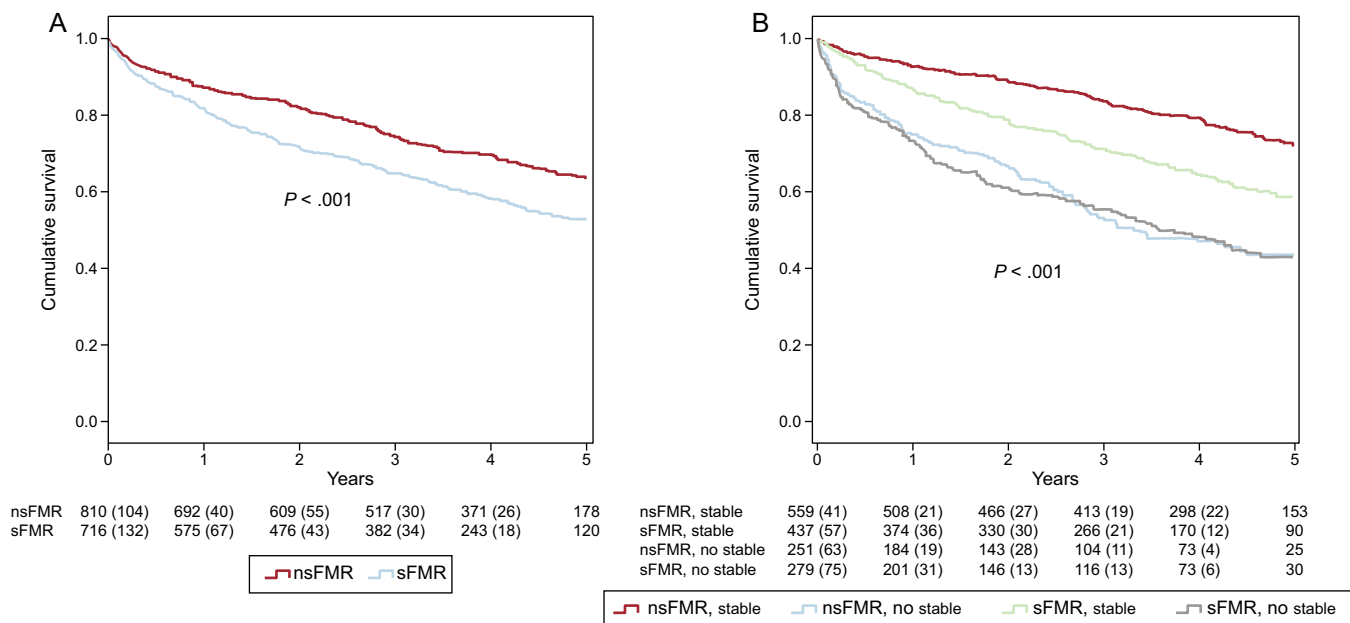 A
1.0
0.8
0.6
0.4
0.2
0.0
Cumulative survival
P < .001
0 1 2 3 4 5
Years
nsFMR 810 (104) 692 (40) 609 (55) 517 (30) 371 (26) 178
sFMR 716 (132) 575 (67) 476 (43) 382 (34) 243 (18) 120
nsFMR sFMR
B
1.0
0.8
0.6
0.4
0.2
0.0
Cumulative survival
P < .001
0 1 2 3 4 5
Years
nsFMR, stable 559 (41) 508 (21) 466 (27) 413 (19) 298 (22) 153
sFMR, stable 437 (57) 374 (36) 330 (30) 266 (21) 170 (12) 90
nsFMR, no stable 251 (63) 184 (19) 143 (28) 104 (11) 73 (4) 25
sFMR, no stable 279 (75) 201 (31) 146 (13) 116 (13) 73 (6) 30
nsFMR, stable nsFMR, no stable sFMR, stable sFMR, no stable